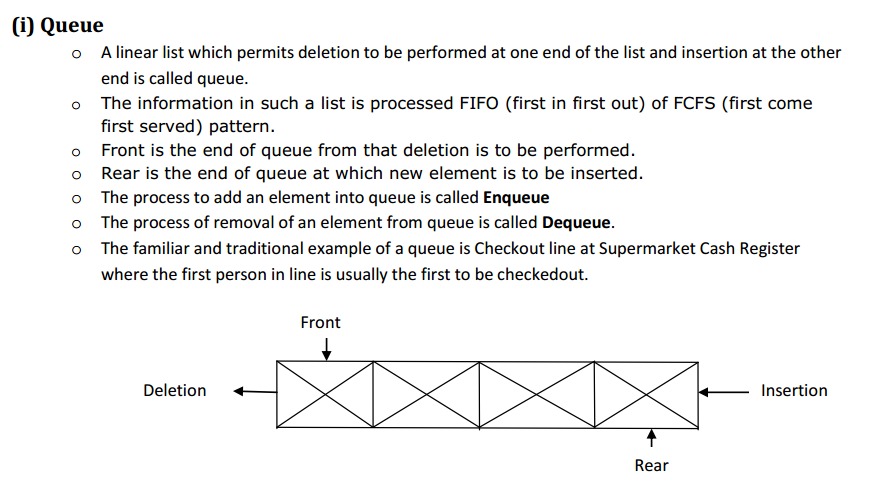 (i) Queue
o A linear list which permits deletion to be performed at one end of the list and insertion at the other
end is called queue.
o The information in such a list is processed FIFO (first in first out) of FCFS (first come
first served) pattern.
o Front is the end of queue from that deletion is to be performed.
o Rear is the end of queue at which new element is to be inserted.
o The process to add an element into queue is called Enqueue
o The process of removal of an element from queue is called Dequeue.
o The familiar and traditional example of a queue is Checkout line at Supermarket Cash Register
where the first person in line is usually the first to be checkedout.
Front
Deletion
Insertion
Rear